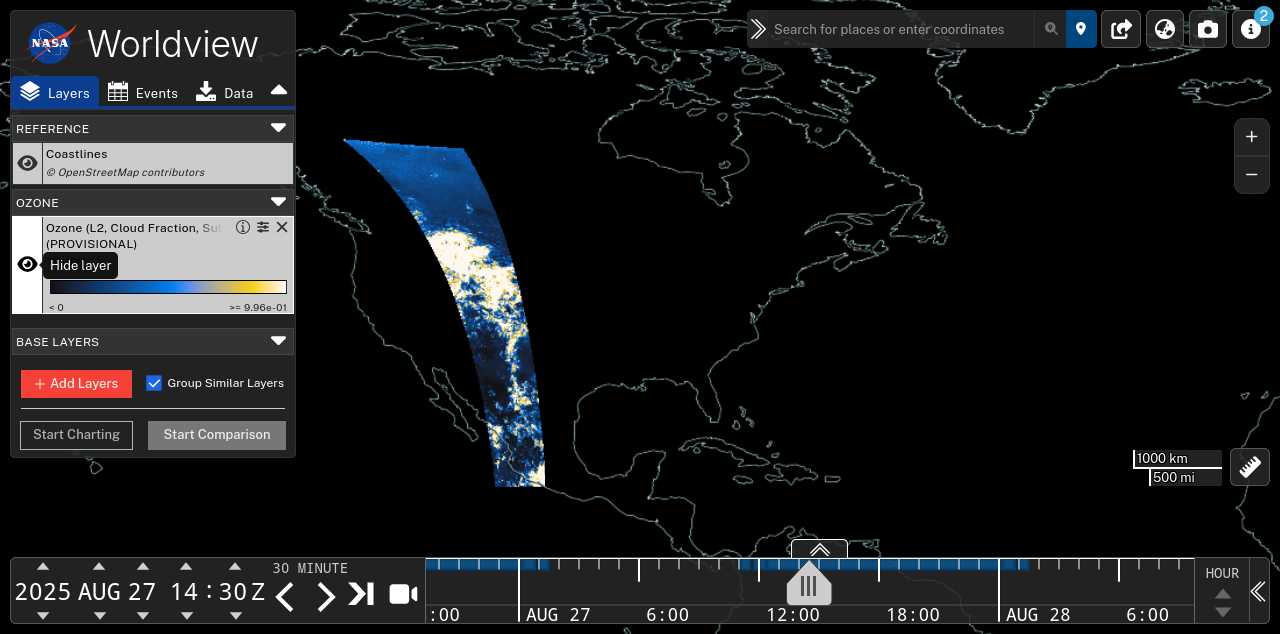 NASA Worldview
Search for places or enter coordinates
2
Layers Events Data
REFERENCE
Coastlines
© OpenStreetMap contributors
OZONE
Ozone (L2, Cloud Fraction, Su
(PROVISIONAL)
Hide layer
< 0 >= 9.96e-01
BASE LAYERS
+ Add Layers Group Similar Layers
Start Charting Start Comparison
+
−
1000 km
500 mi
2025 AUG 27 14 : 30 Z
30 MINUTE
:00 AUG 27 6:00 12:00 18:00 AUG 28 6:00
HOUR